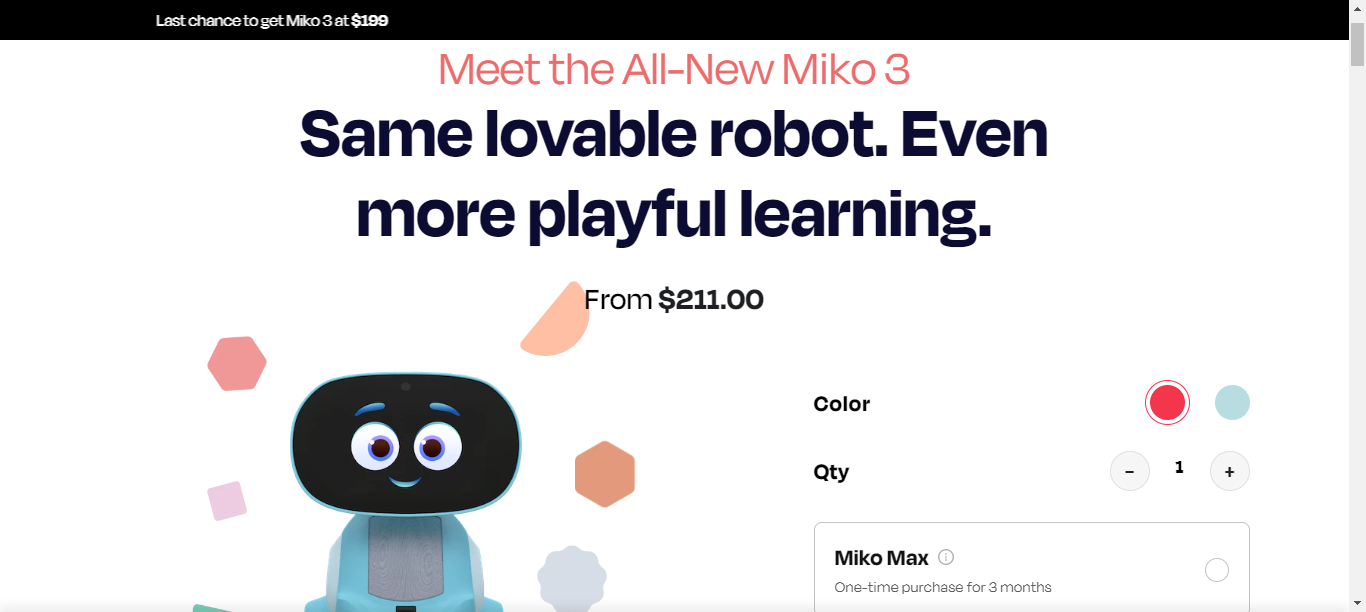 Last chance to get Miko 3 at $199
Meet the All-New Miko 3
Same lovable robot. Even
more playful learning.
From $211.00
Color
Qty
- 1 +
Miko Max
One-time purchase for 3 months